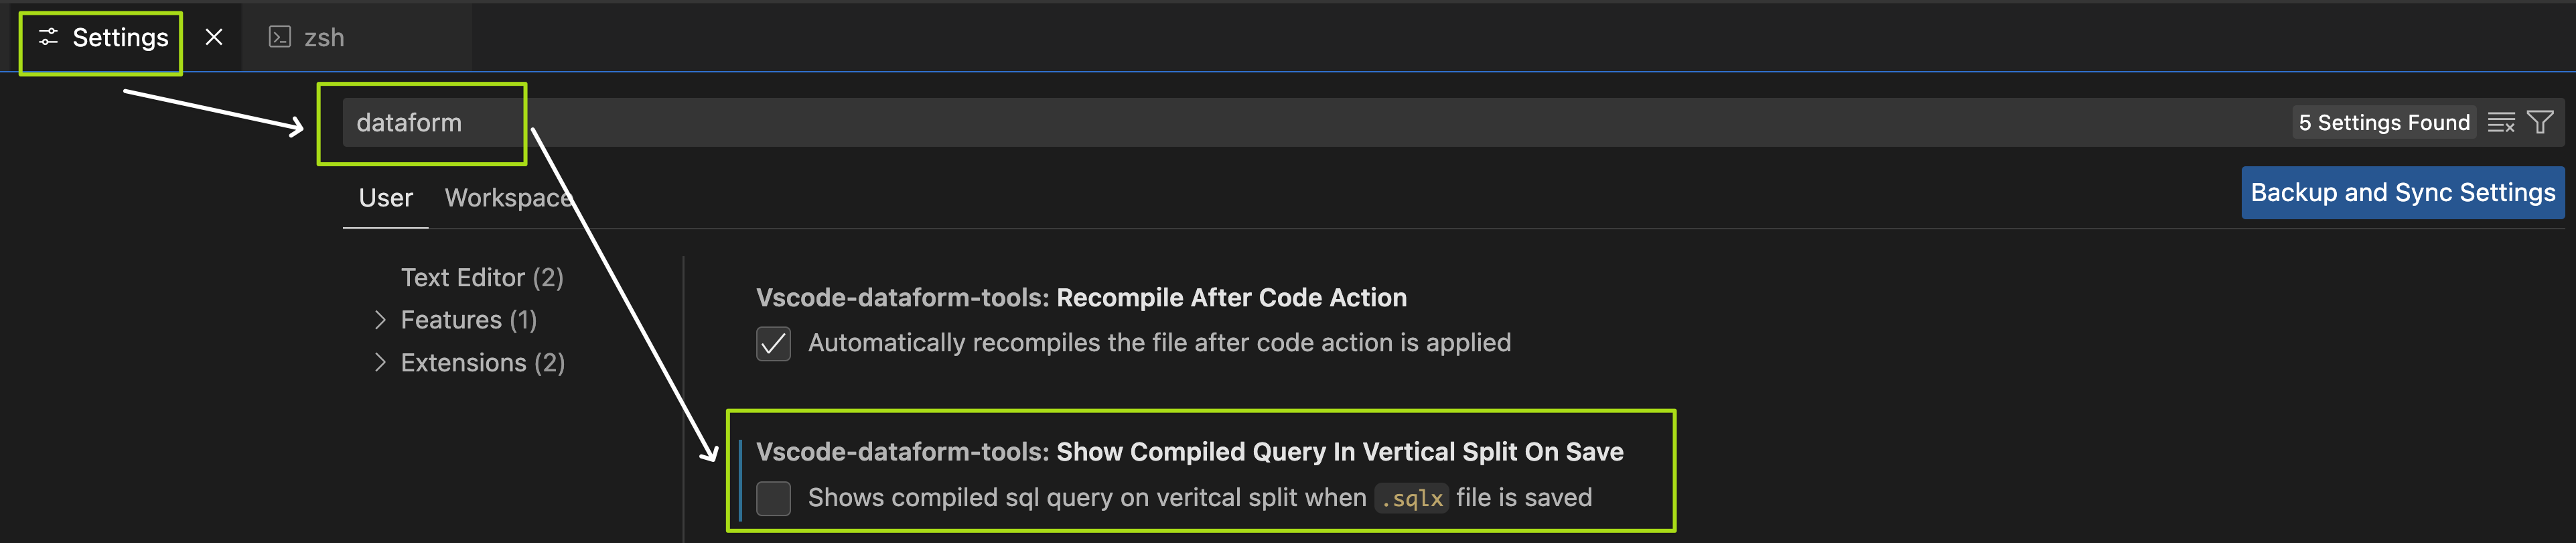 Settings
zsh
dataform
5 Settings Found
User
Workspace
Backup and Sync Settings
Text Editor (2)
Features (1)
Extensions (2)
Vscode-dataform-tools: Recompile After Code Action
Automatically recompiles the file after code action is applied
Vscode-dataform-tools: Show Compiled Query In Vertical Split On Save
Shows compiled sql query on veritcal split when .sqlx file is saved